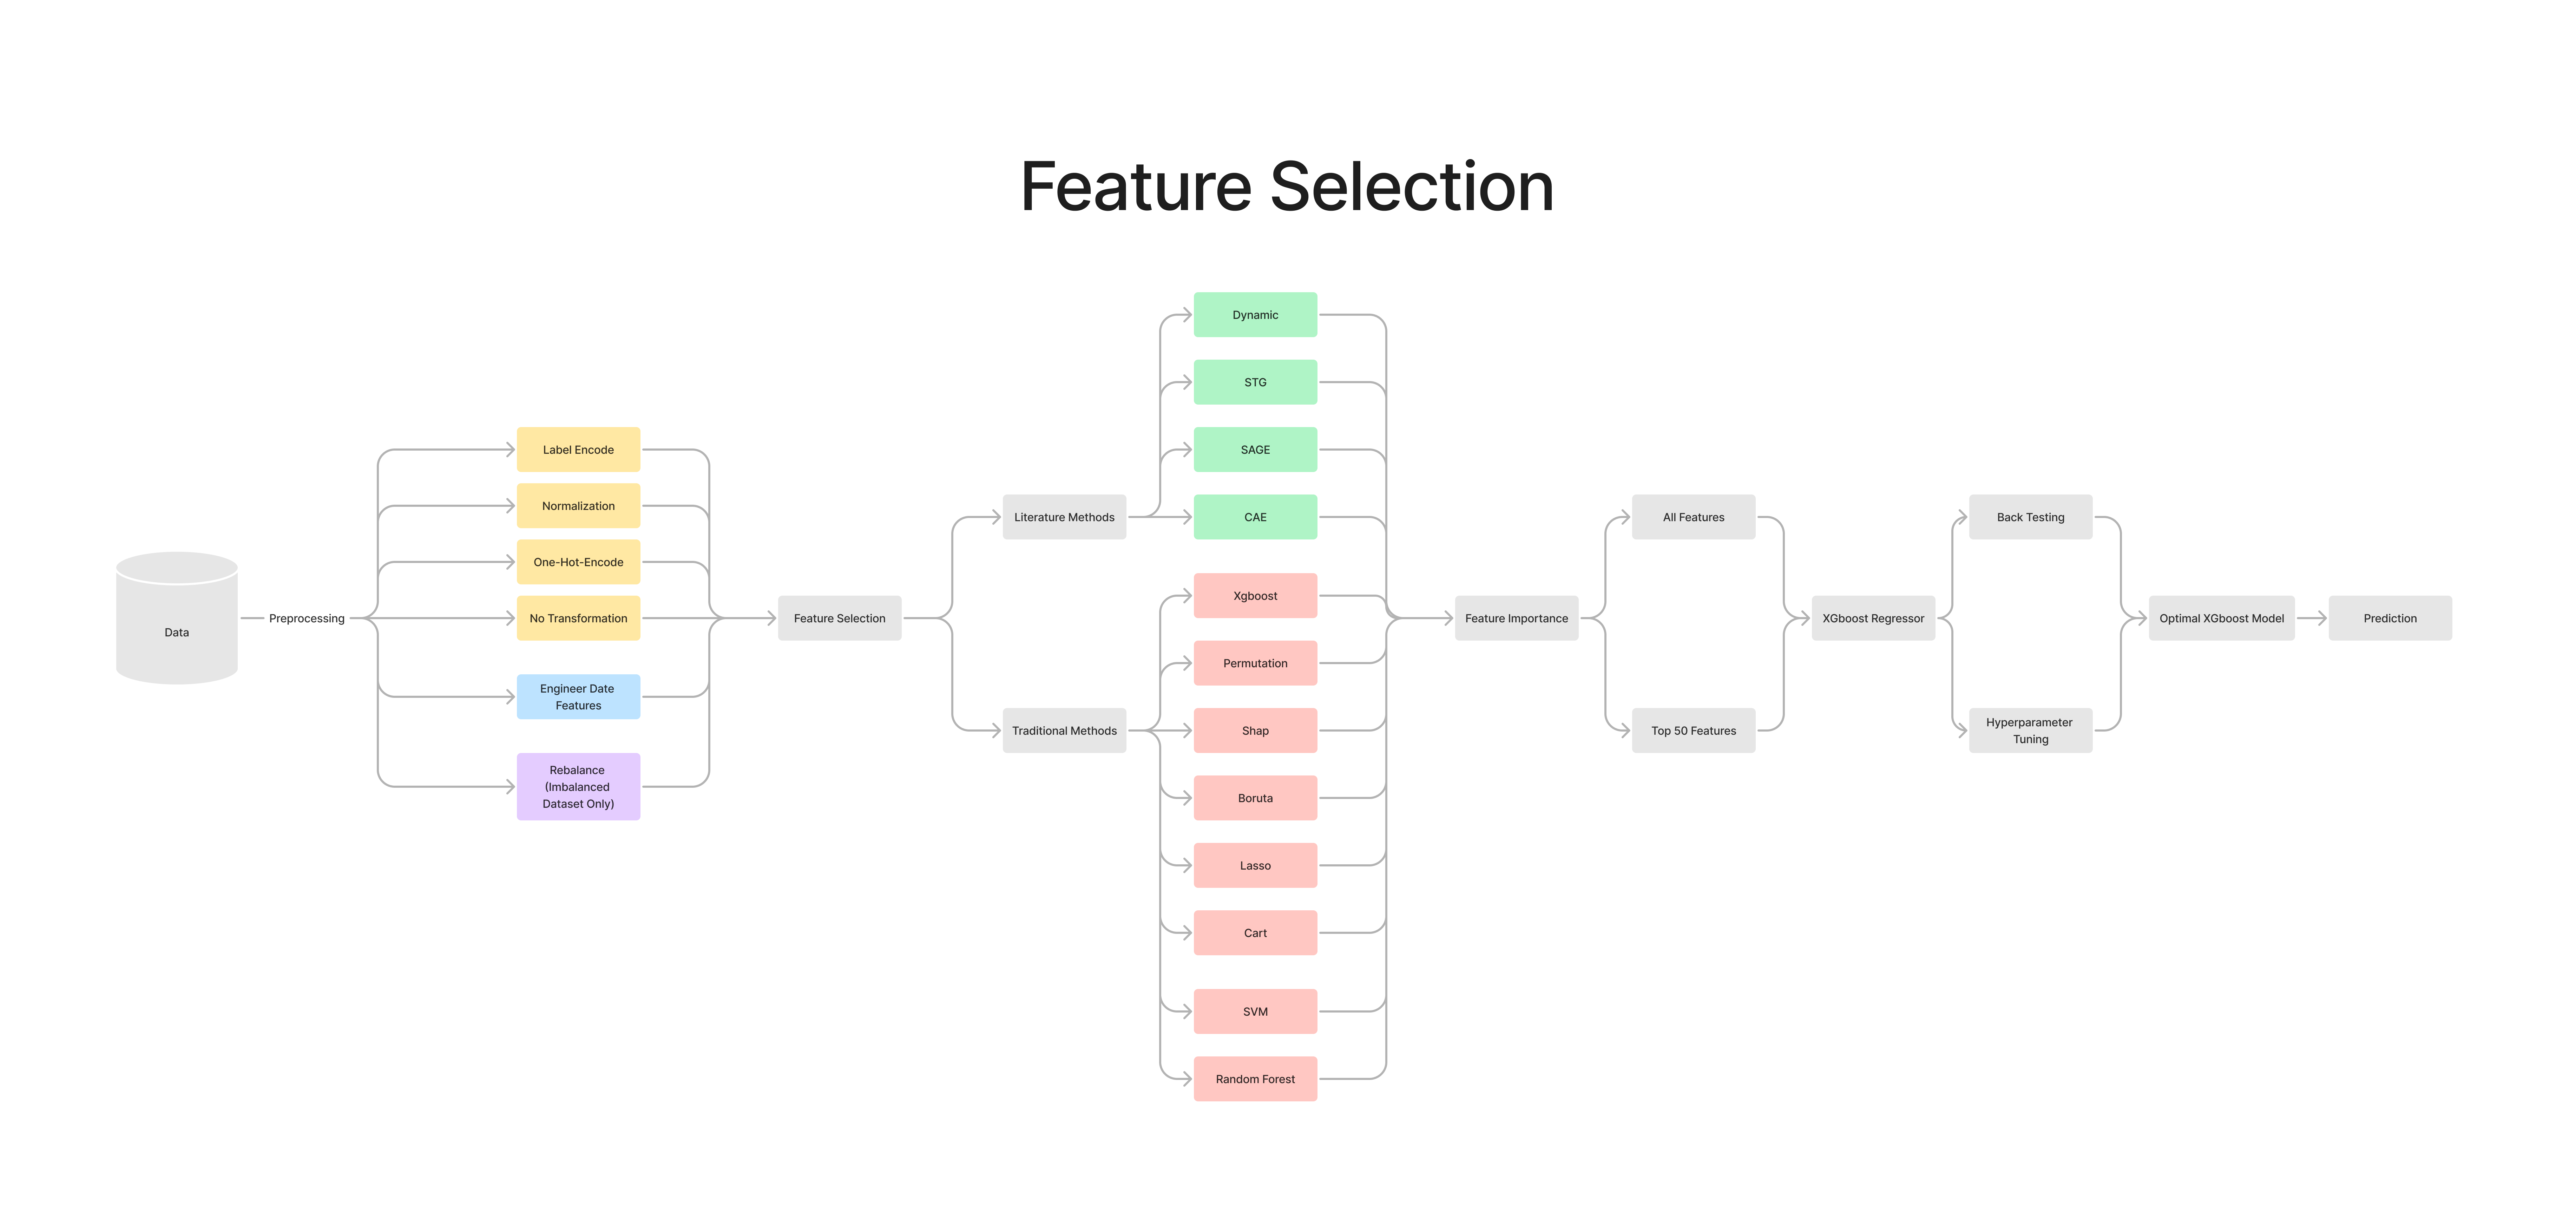 Feature Selection
Data
Preprocessing
Label Encode
Normalization
One-Hot-Encode
No Transformation
Engineer Date
Features
Rebalance
(Imbalanced
Dataset Only)
Feature Selection
Literature Methods
Traditional Methods
Dynamic
STG
SAGE
CAE
Xgboost
Permutation
Shap
Boruta
Lasso
Cart
SVM
Random Forest
Feature Importance
All Features
Top 50 Features
XGboost Regressor
Back Testing
Hyperparameter
Tuning
Optimal XGboost Model
Prediction